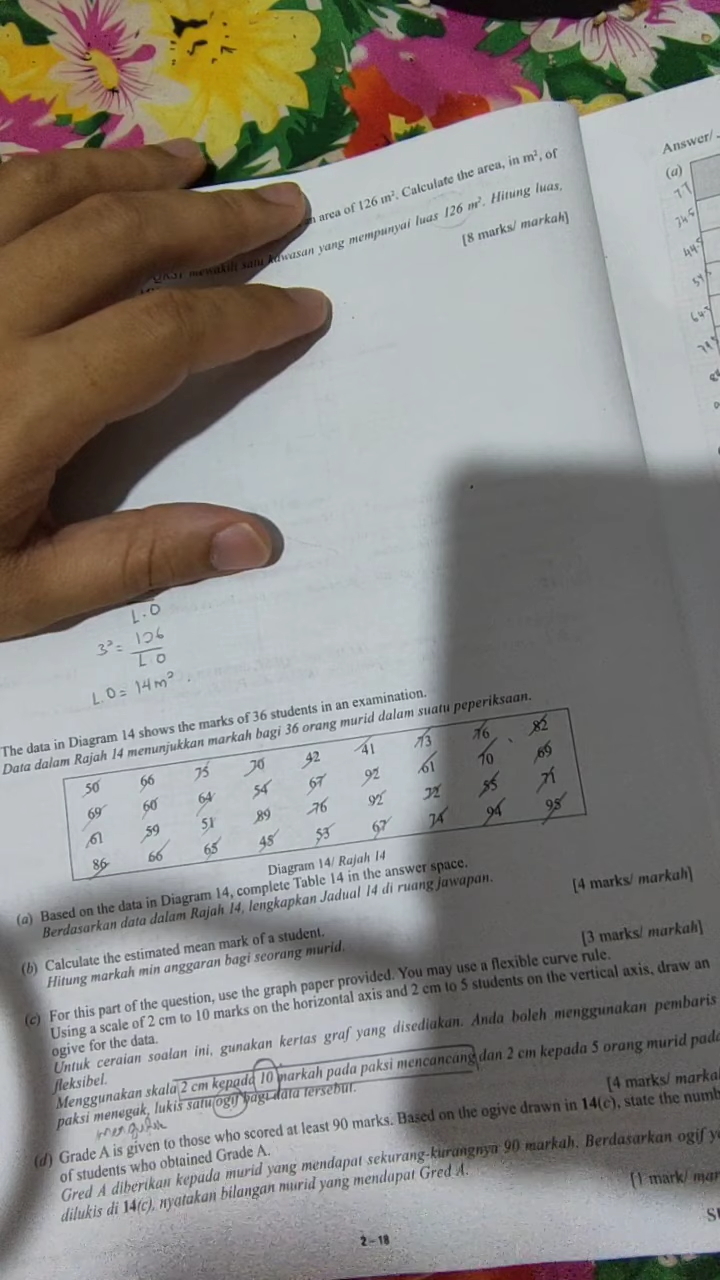 area of 126 m². Calculate the area, in m², of
mewakili satu kawasan yang mempunyai luas 126 m². Hitung luas,
[8 marks/ markah]
L.O
3² = 126
L.O
L.O = 14m²
The data in Diagram 14 shows the marks of 36 students in an examination.
Data dalam Rajah 14 menunjukkan markah bagi 36 orang murid dalam suatu peperiksaan.
50 66 75 70 42 41 73 76 82
69 60 64 54 67 92 61 70 69
61 59 51 89 76 92 72 55 71
86 66 65 45 53 67 74 94 95
Diagram 14/ Rajah 14
(a) Based on the data in Diagram 14, complete Table 14 in the answer space.
Berdasarkan data dalam Rajah 14, lengkapkan Jadual 14 di ruang jawapan.
[4 marks/ markah]
(b) Calculate the estimated mean mark of a student.
Hitung markah min anggaran bagi seorang murid.
[3 marks/ markah]
(c) For this part of the question, use the graph paper provided. You may use a flexible curve rule.
Using a scale of 2 cm to 10 marks on the horizontal axis and 2 cm to 5 students on the vertical axis, draw an
ogive for the data.
Untuk ceraian soalan ini, gunakan kertas graf yang disediakan. Anda boleh menggunakan pembaris
fleksibel.
Menggunakan skala 2 cm kepada 10 markah pada paksi mencancang dan 2 cm kepada 5 orang murid pada
paksi menegak, lukis satu ogif bagi data tersebut.
[4 marks/ marka
(d) Grade A is given to those who scored at least 90 marks. Based on the ogive drawn in 14(c), state the numb
of students who obtained Grade A.
Gred A diberikan kepada murid yang mendapat sekurang-kurangnya 90 markah. Berdasarkan ogif y
dilukis di 14(c), nyatakan bilangan murid yang mendapat Gred A.
[1 mark/ mar
2 – 18
Answer/
(a)